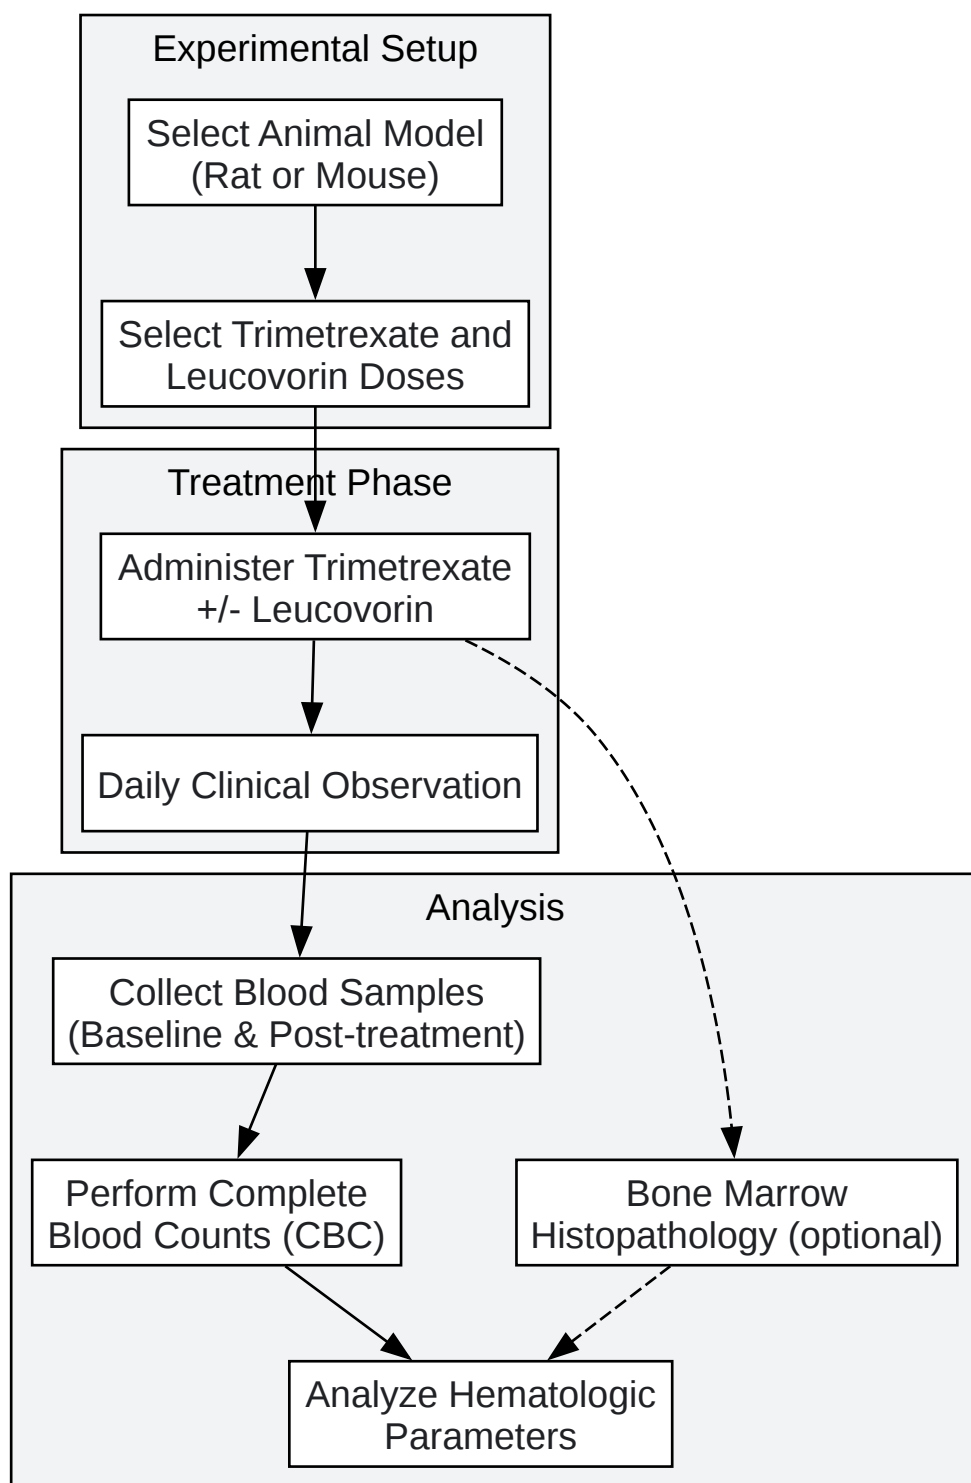 Experimental Setup
Select Animal Model
(Rat or Mouse)
Select Trimetrexate and
Leucovorin Doses
Treatment Phase
Administer Trimetrexate
+/- Leucovorin
Daily Clinical Observation
Analysis
Collect Blood Samples
(Baseline & Post-treatment)
Perform Complete
Blood Counts (CBC)
Bone Marrow
Histopathology (optional)
Analyze Hematologic
Parameters